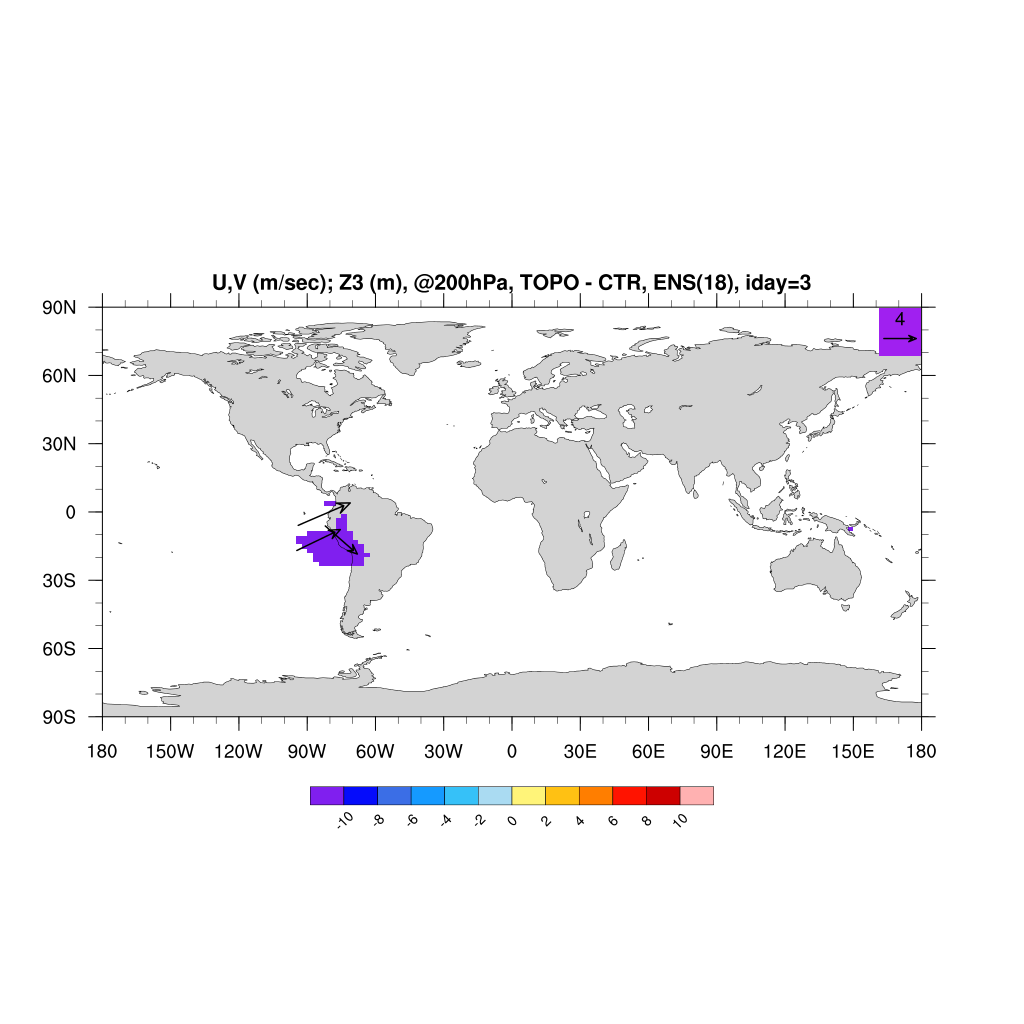 U,V (m/sec); Z3 (m), @200hPa, TOPO - CTR, ENS(18), iday=3
4
90N
60N
30N
0
30S
60S
90S
180 150W 120W 90W 60W 30W 0 30E 60E 90E 120E 150E 180
-10 -8 -6 -4 -2 0 2 4 6 8 10